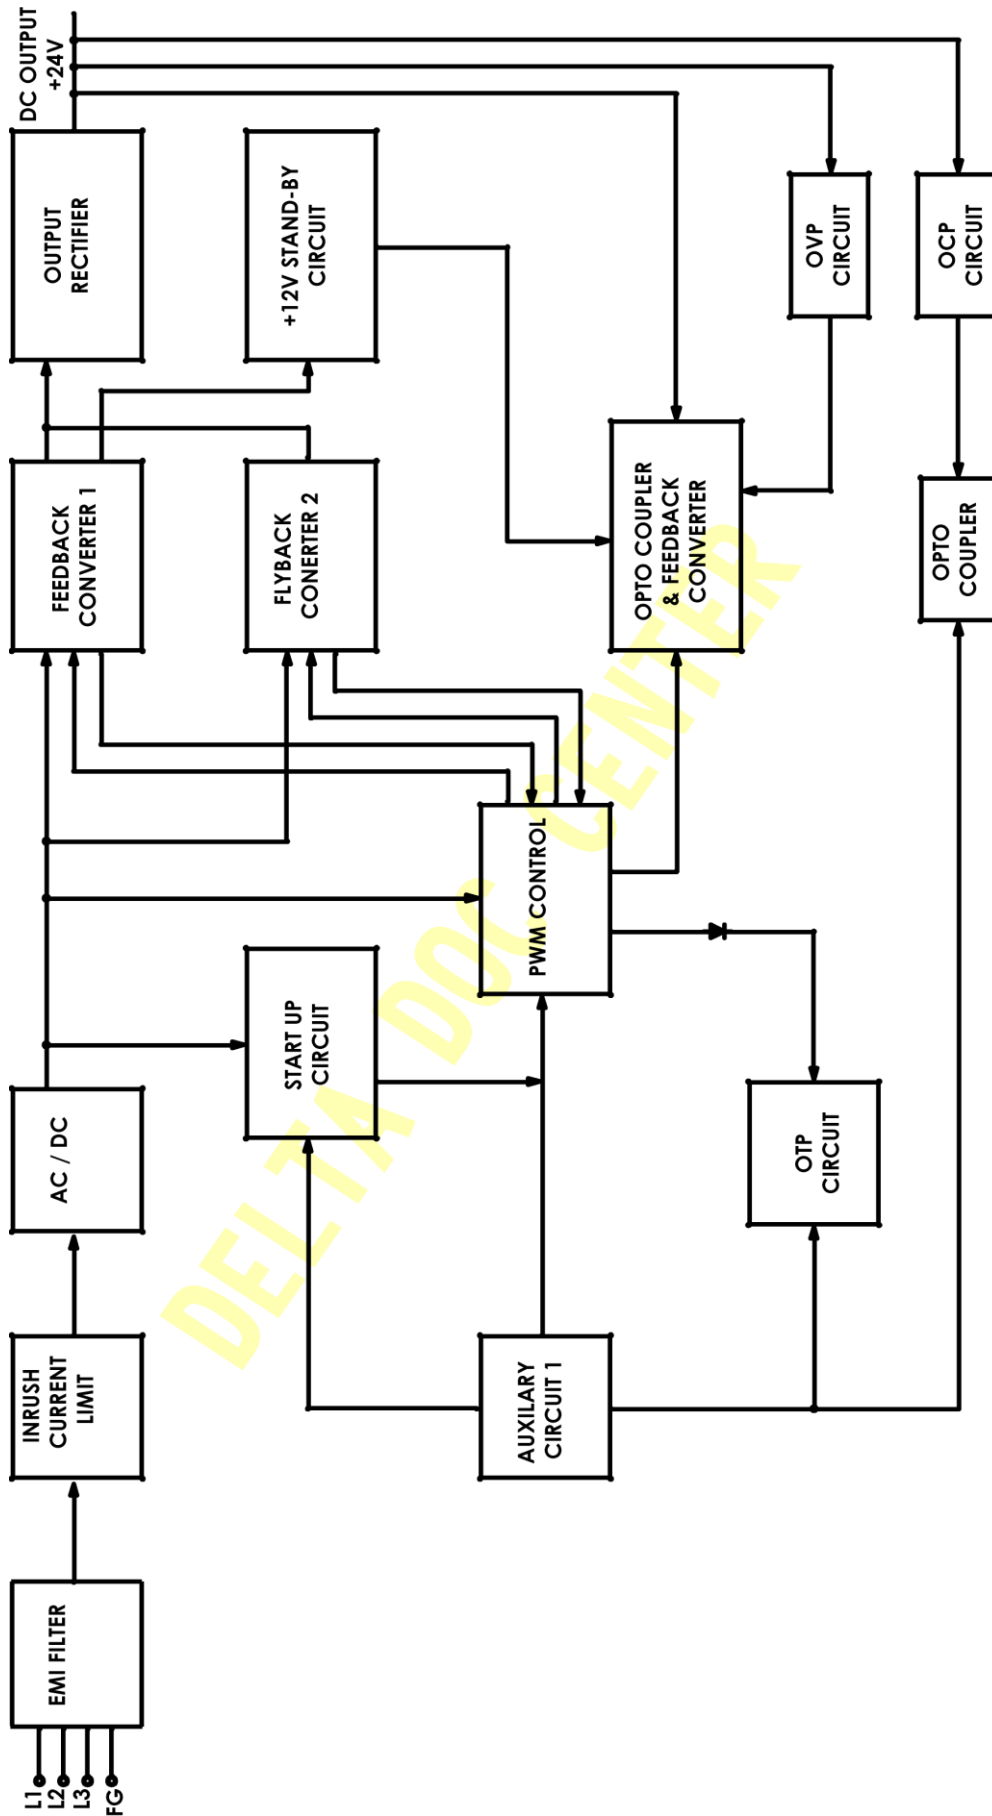 L1
L2
L3
FG
EMI FILTER
INRUSH
CURRENT
LIMIT
AC / DC
FEEDBACK
CONVERTER 1
OUTPUT
RECTIFIER
DC OUTPUT
+24V
START UP
CIRCUIT
FLYBACK
CONERTER 2
+12V STAND-BY
CIRCUIT
AUXILARY
CIRCUIT 1
PWM CONTROL
OPTO COUPLER
& FEEDBACK
CONVERTER
OTP
CIRCUIT
OVP
CIRCUIT
OPTO
COUPLER
OCP
CIRCUIT
DELTA DOC CENTER